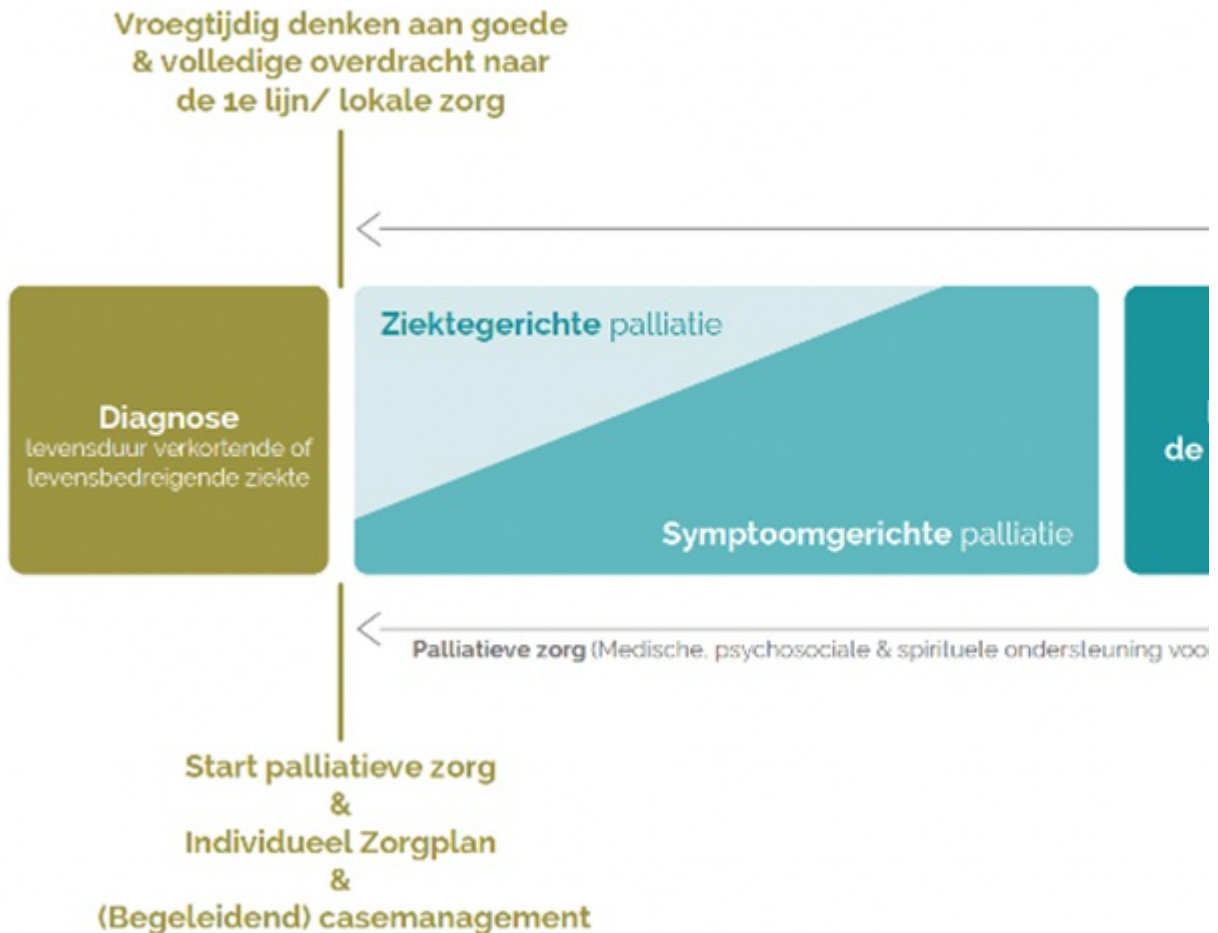 Vroegtijdig denken aan goede
& volledige overdracht naar
de 1e lijn/ lokale zorg
Diagnose
levensduur verkortende of
levensbedreigende ziekte
Ziektegerichte palliatie
Symptoomgerichte palliatie
de
Palliatieve zorg (Medische, psychosociale & spirituele ondersteuning voor
Start palliatieve zorg
&
Individueel Zorgplan
&
(Begeleidend) casemanagement